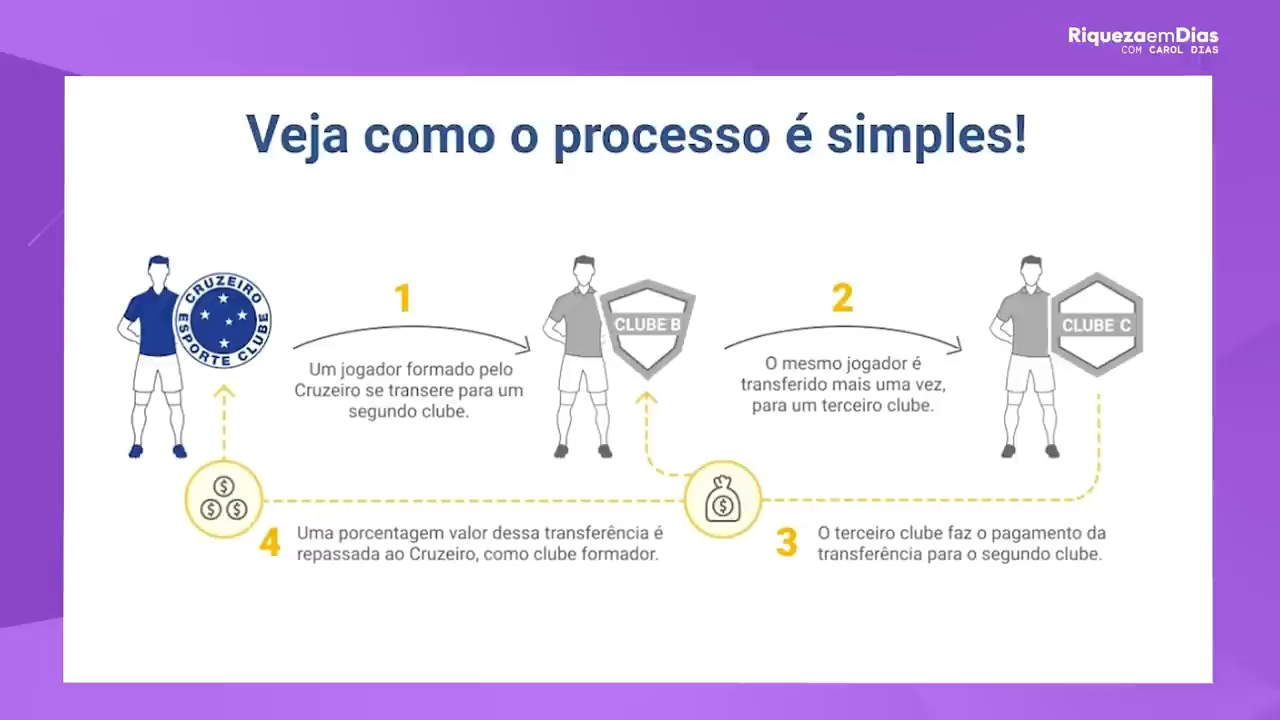 RiquezaemDias
COM CAROL DIAS
Veja como o processo é simples!
CRUZEIRO
ESPORTE CLUBE
1
Um jogador formado pelo
Cruzeiro se transere para um
segundo clube.
CLUBE B
2
O mesmo jogador é
transferido mais uma vez,
para um terceiro clube.
CLUBE C
$
$ $
$
4
Uma porcentagem valor dessa transferência é
repassada ao Cruzeiro, como clube formador.
3
O terceiro clube faz o pagamento da
transferência para o segundo clube.